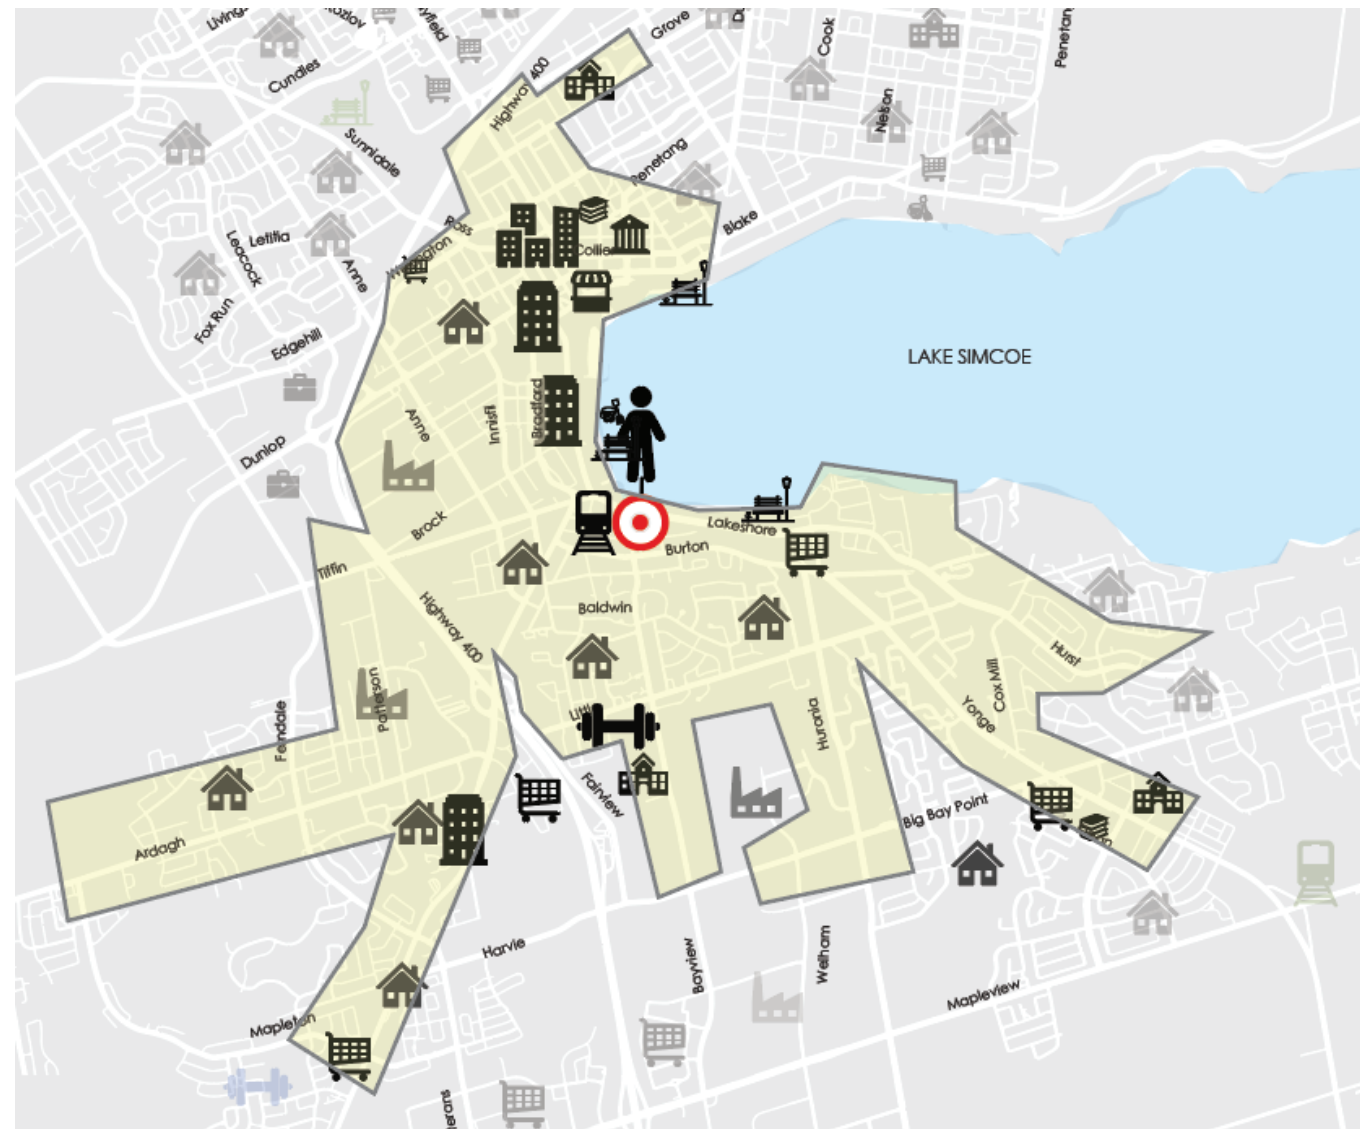 Grove
Cook
Penetang
Highway 400
Cundles
Nelson
Sunnidale
Penetang
Blake
Ross
Leacock
Letitia
Collier
Anne
Fox Run
Edgehill
LAKE SIMCOE
Bradford
Innisfil
Anne
Dunlop
Brock
Lakeshore
Burton
Tiffin
Baldwin
Highway 400
Hurst
Cox Mill
Patterson
Yonge
Ferndale
Huronia
Fairview
Big Bay Point
Ardagh
Harvie
Bayview
Welham
Mapleview
Mapleton